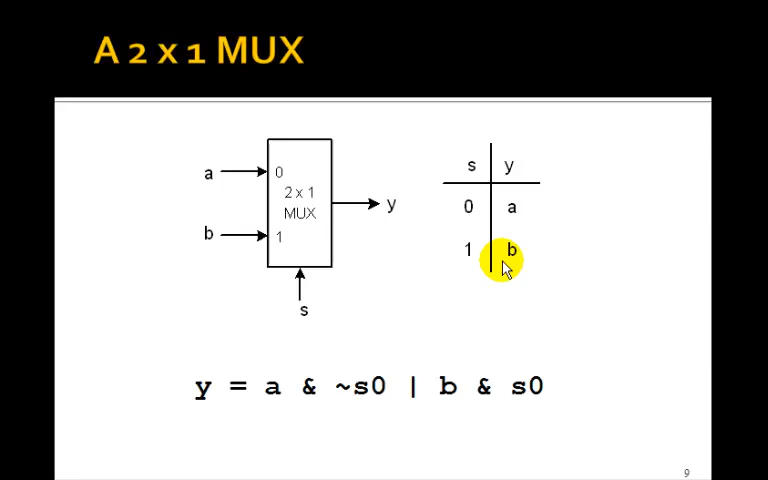 A 2 x 1 MUX
a 0
2 x 1
MUX
b 1
y
s
s y
0 a
1 b
y = a & ~s0 | b & s0
9